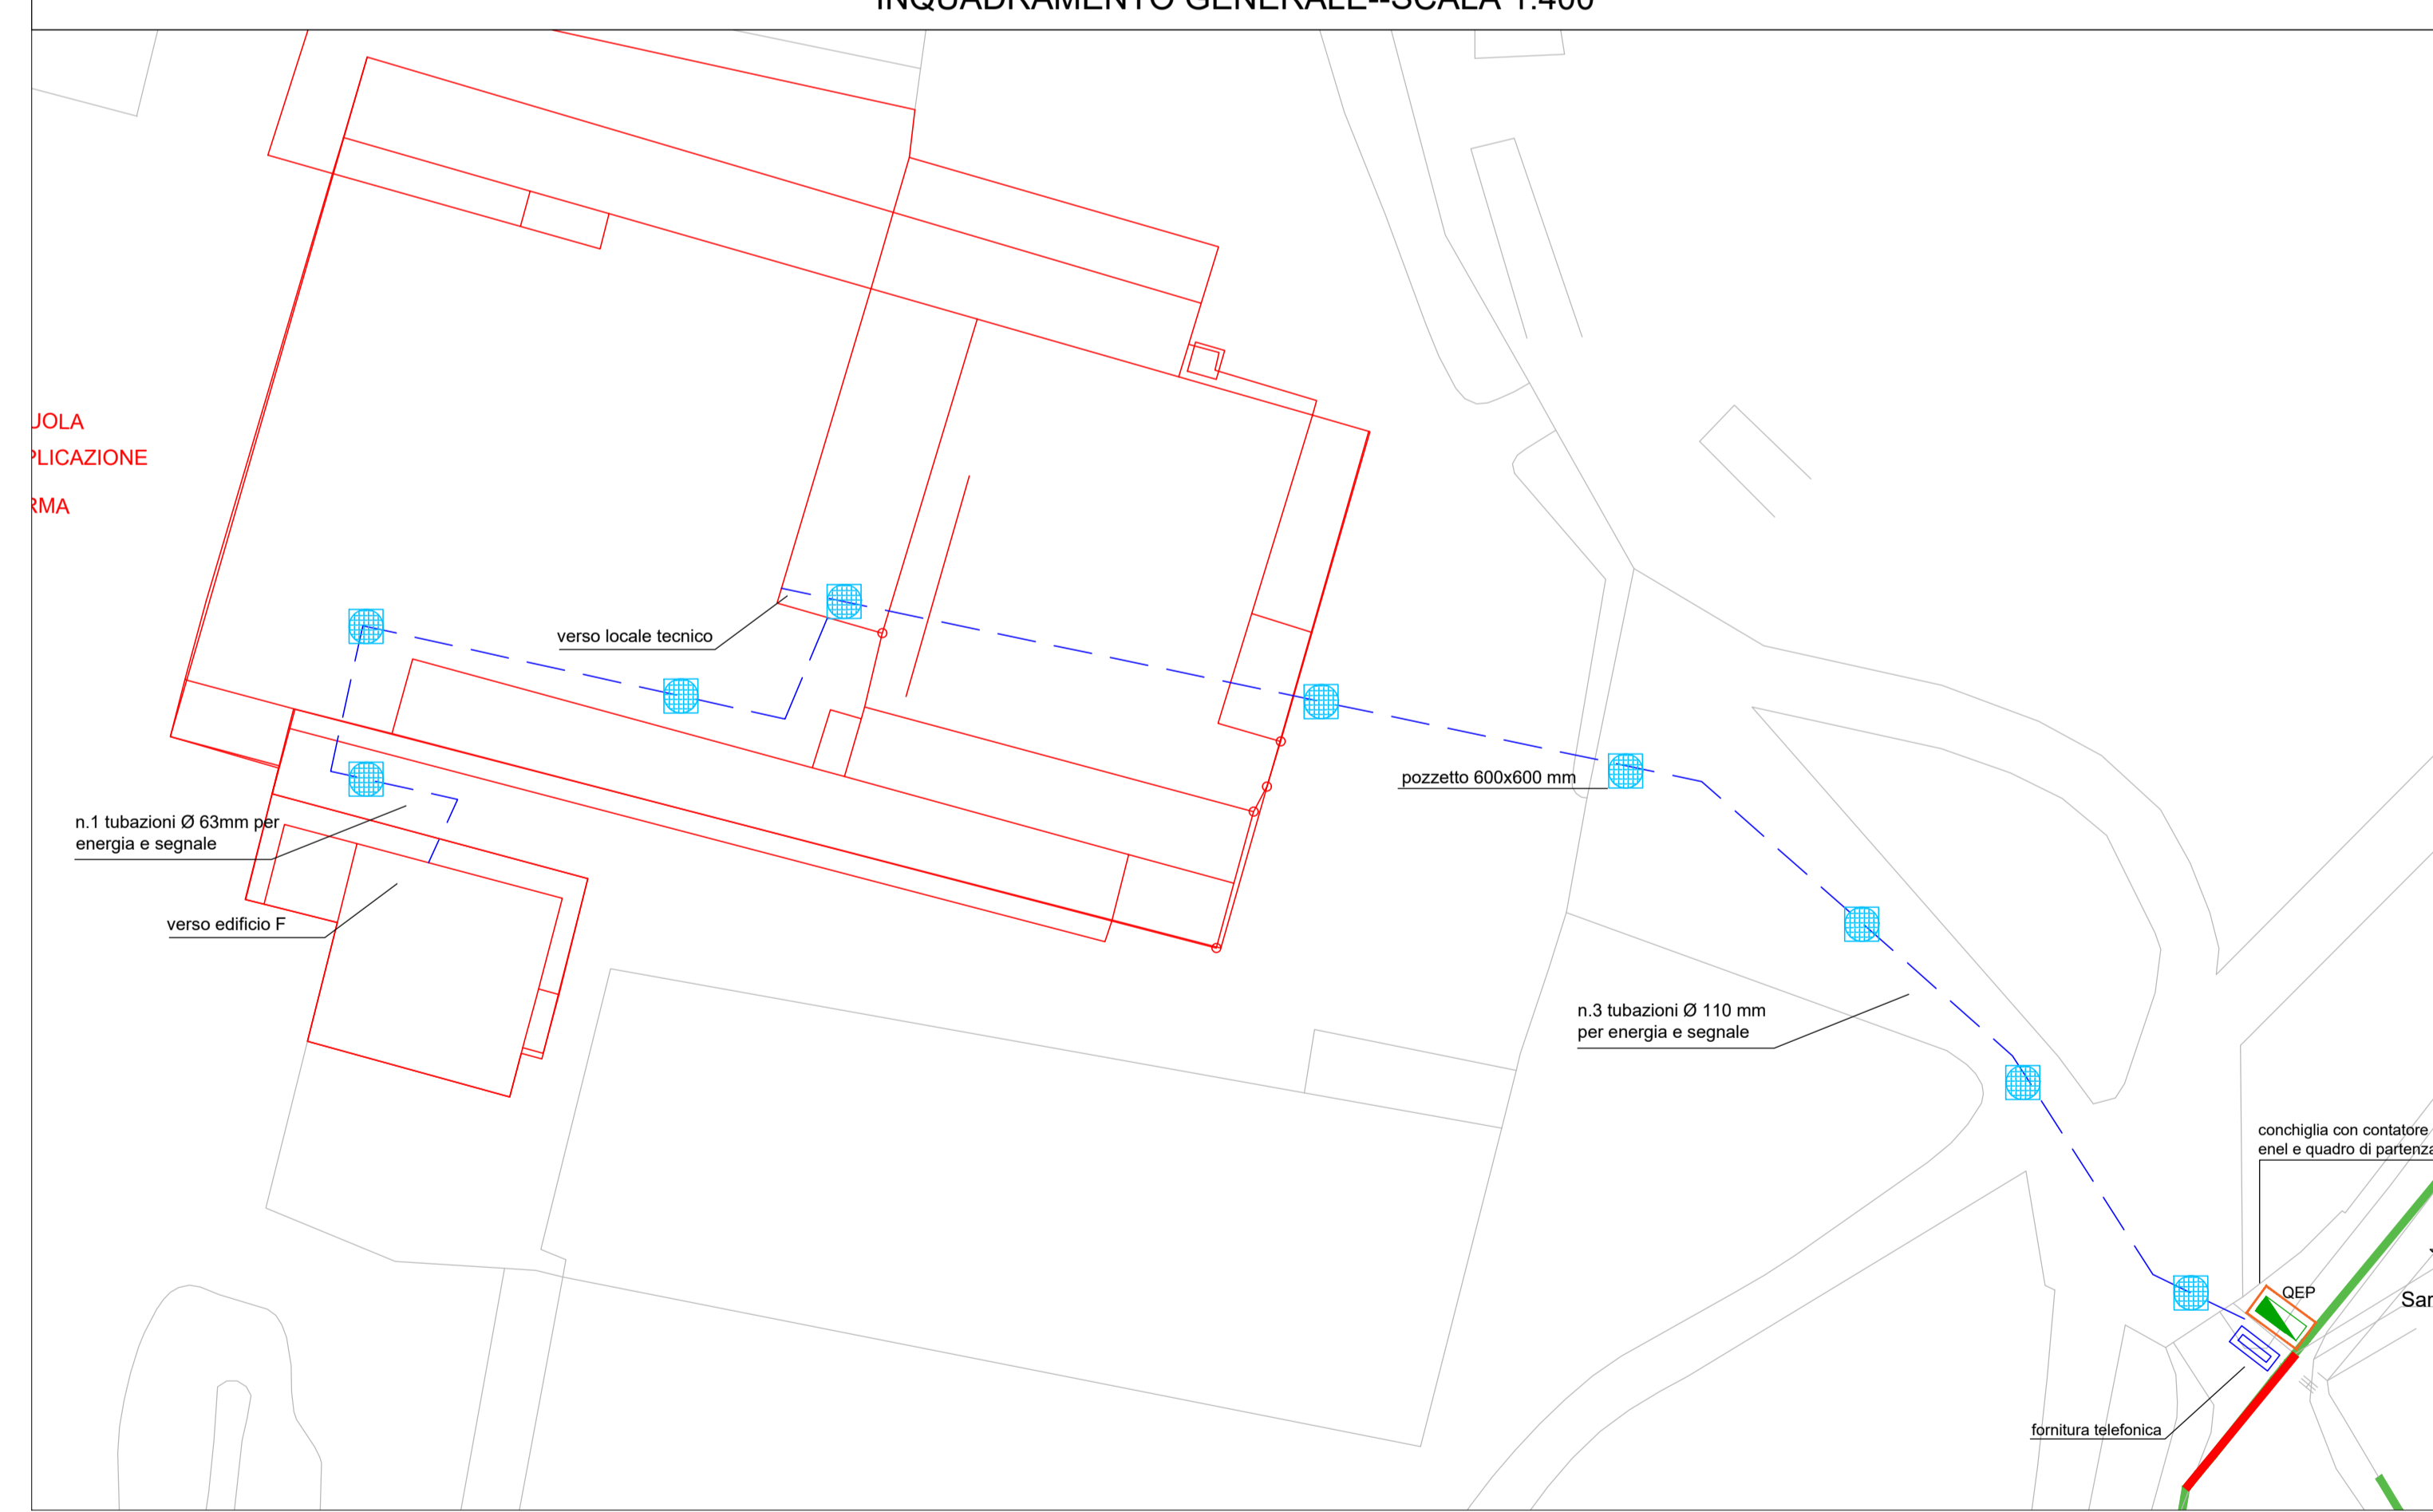 INQUADRAMENTO GENERALE--SCALA 1:400
UOLA
PLICAZIONE
RMA
verso locale tecnico
pozzetto 600x600 mm
n.1 tubazioni Ø 63mm per
energia e segnale
verso edificio F
n.3 tubazioni Ø 110 mm
per energia e segnale
conchiglia con contatore
enel e quadro di partenza
QEP
San
fornitura telefonica